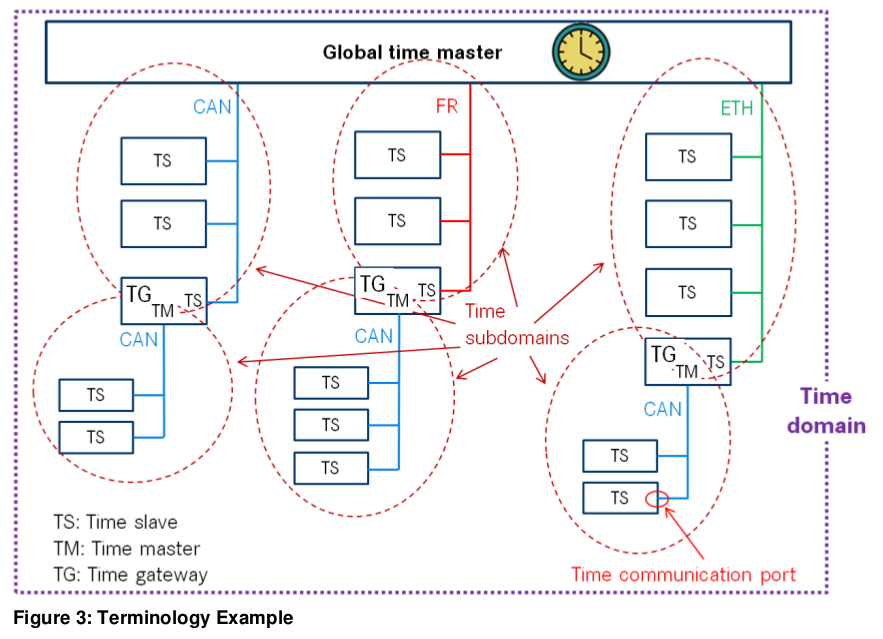 Global time master
CAN
FR
ETH
TS
TS
TS
TS
TS
TS
TS
TG
TM
TS
TG
TM
TS
TG
TM
TS
CAN
CAN
CAN
Time
subdomains
TS
TS
TS
TS
TS
TS
TS
Time
domain
TS: Time slave
TM: Time master
TG: Time gateway
Time communication port
Figure 3: Terminology Example